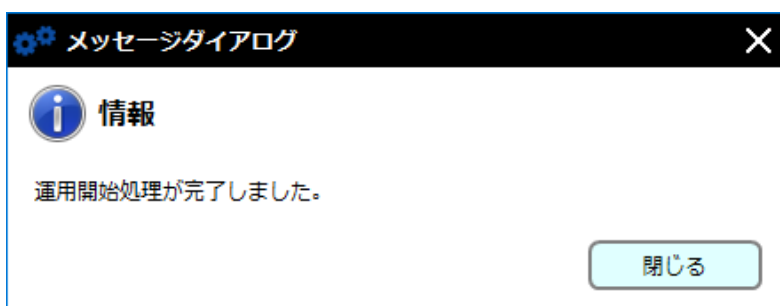 メッセージダイアログ
情報
運用開始処理が完了しました。
閉じる